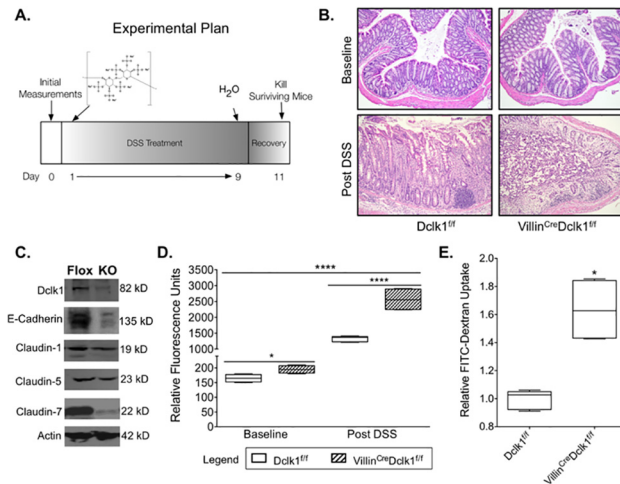 A.
Experimental Plan
Initial
Measurements
H₂O
Kill
Suriviving Mice
DSS Treatment
Recovery
Day 0 1 9 11
B.
Baseline
Post DSS
Dclk1f/f
VillinCreDclk1f/f
C.
Flox KO
Dclk1 82 kD
E-Cadherin 135 kD
Claudin-1 19 kD
Claudin-5 23 kD
Claudin-7 22 kD
Actin 42 kD
D.
Relative Fluorescence Units
3500
3000
2500
2000
1500
1000
500
200
150
100
50
0
****
****
*
Baseline
Post DSS
Legend
Dclk1f/f
VillinCreDclk1f/f
E.
Relative FITC-Dextran Uptake
2.0
1.8
1.6
1.4
1.2
1.0
0.8
*
Dclk1f/f
VillinCreDclk1f/f